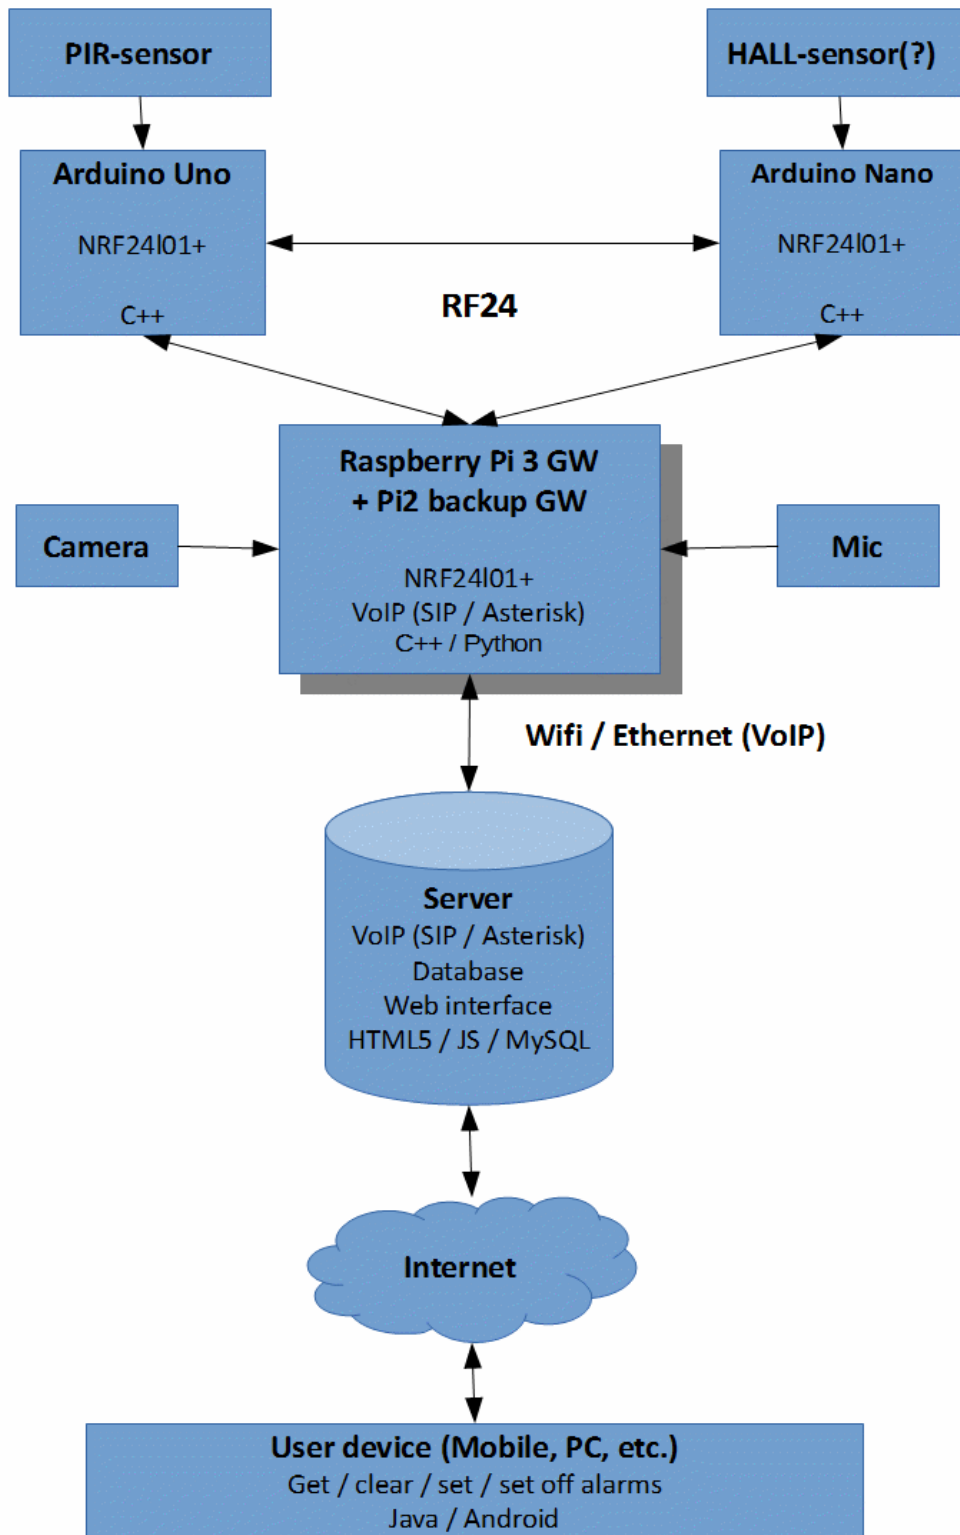 PIR-sensor
HALL-sensor(?)
Arduino Uno
NRF24l01+
C++
Arduino Nano
NRF24l01+
C++
RF24
Raspberry Pi 3 GW
+ Pi2 backup GW
NRF24l01+
VoIP (SIP / Asterisk)
C++ / Python
Camera
Mic
Wifi / Ethernet (VoIP)
Server
VoIP (SIP / Asterisk)
Database
Web interface
HTML5 / JS / MySQL
Internet
User device (Mobile, PC, etc.)
Get / clear / set / set off alarms
Java / Android